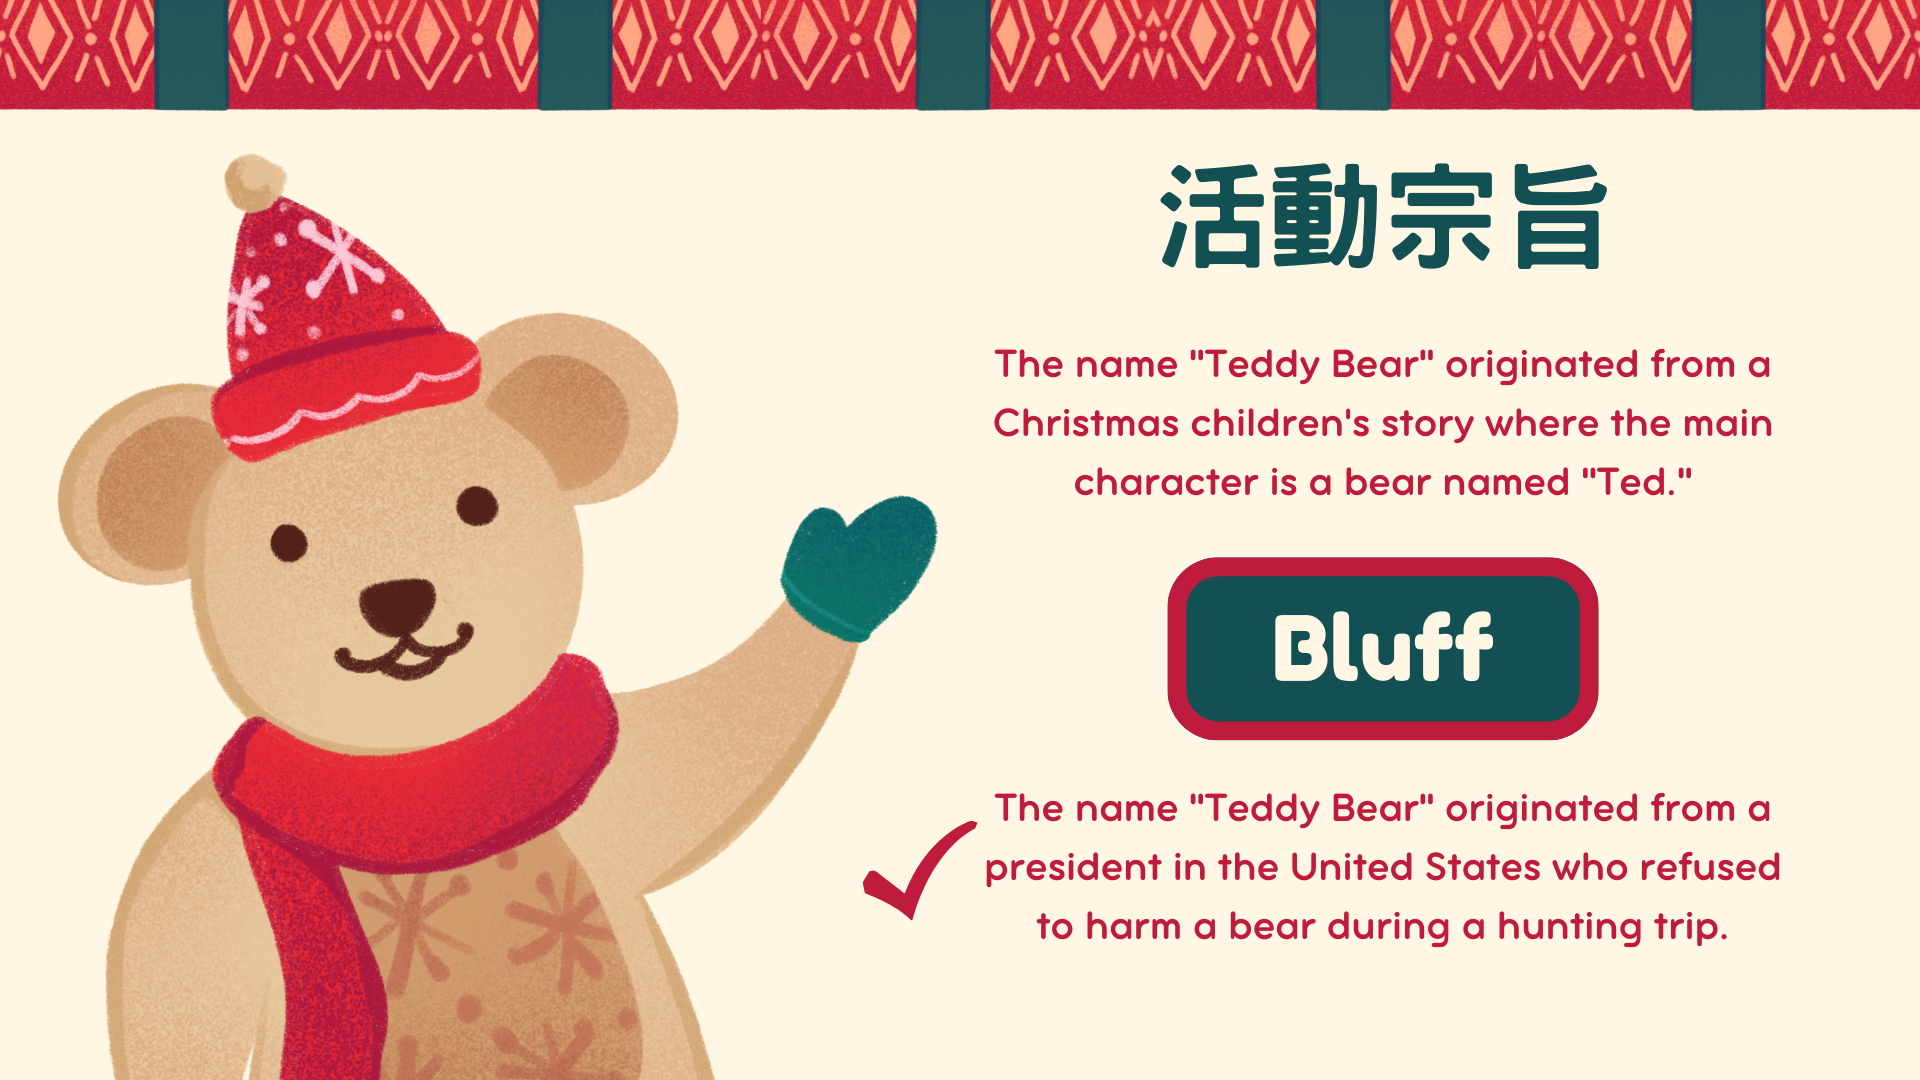 活動宗旨
The name "Teddy Bear" originated from a
Christmas children's story where the main
character is a bear named "Ted."
Bluff
The name "Teddy Bear" originated from a
president in the United States who refused
to harm a bear during a hunting trip.